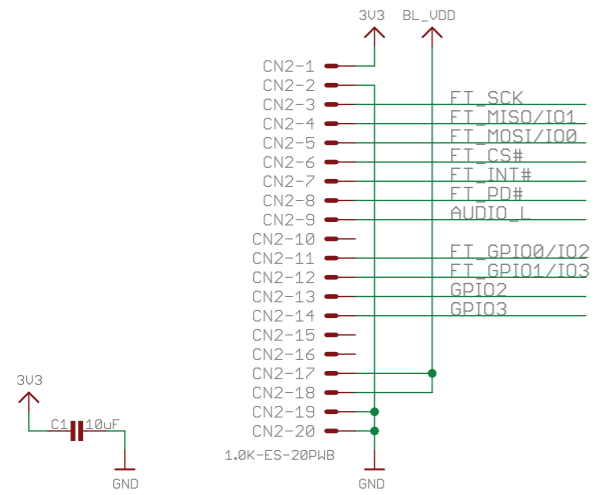 3V3 BL_VDD
CN2-1
CN2-2
CN2-3 FT_SCK
CN2-4 FT_MISO/IO1
CN2-5 FT_MOSI/IO0
CN2-6 FT_CS#
CN2-7 FT_INT#
CN2-8 FT_PD#
CN2-9 AUDIO_L
CN2-10
CN2-11 FT_GPIO0/IO2
CN2-12 FT_GPIO1/IO3
CN2-13 GPIO2
CN2-14 GPIO3
CN2-15
CN2-16
CN2-17
CN2-18
CN2-19
CN2-20
1.0K-ES-20PWB
GND
3V3
C1 10uF
GND